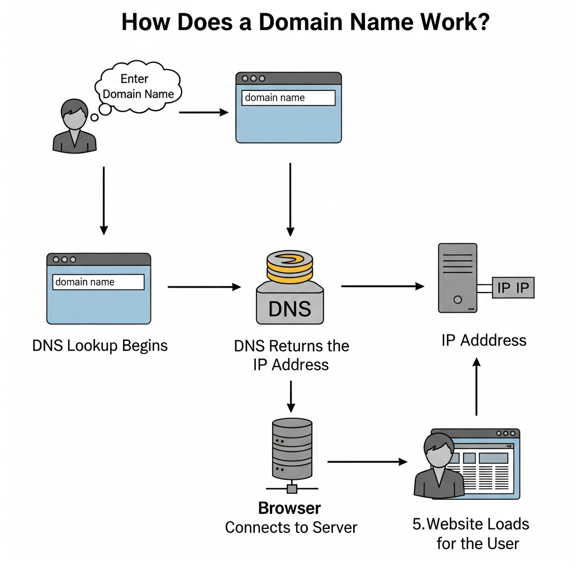 How Does a Domain Name Work?
Enter
Domain Name
domain name
domain name
DNS
IP IP
DNS Lookup Begins
DNS Returns the
IP Address
IP Adddress
Browser
Connects to Server
5. Website Loads
for the User